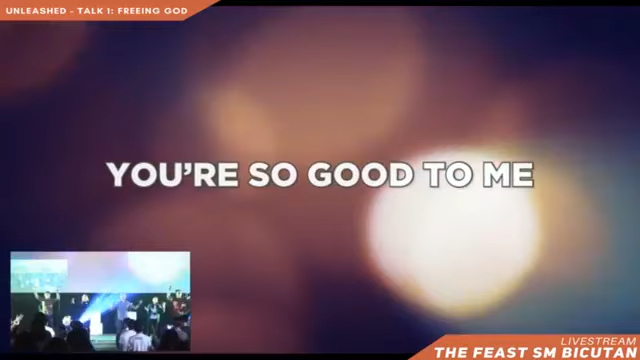 UNLEASHED - TALK 1: FREEING GOD
YOU'RE SO GOOD TO ME
LIVESTREAM
THE FEAST SM BICUTAN